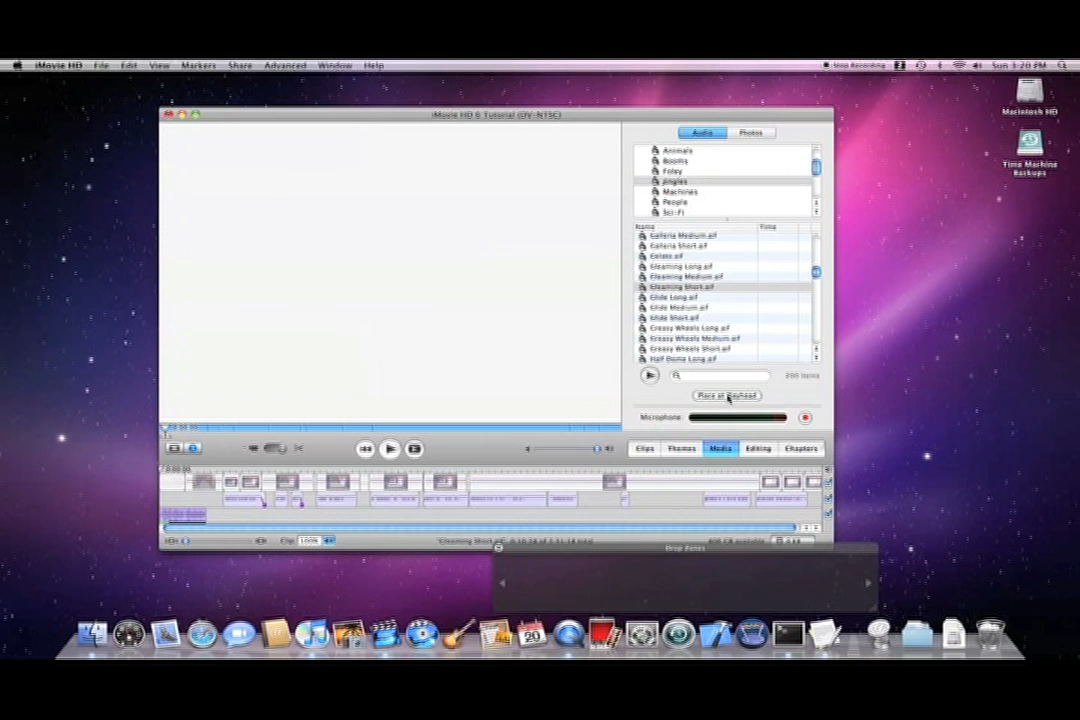 iMovie HD File Edit View Markers Share Advanced Window Help
Stop Recording
Sun 3:20 PM
Macintosh HD
Time Machine
Backups
iMovie HD 6 Tutorial (DV-NTSC)
Audio Photos
Animals
Booms
Foley
Jingles
Machines
People
Sci-Fi
Name Time
Galleria Medium.aif
Galleria Short.aif
Gelato.aif
Gleaming Long.aif
Gleaming Medium.aif
Gleaming Short.aif
Glide Long.aif
Glide Medium.aif
Glide Short.aif
Greasy Wheels Long.aif
Greasy Wheels Medium.aif
Greasy Wheels Short.aif
Half Dome Long.aif
items
Place at Playhead
Microphone:
Clips Themes Media Editing Chapters
Clip: 100%
Drop Zones
20